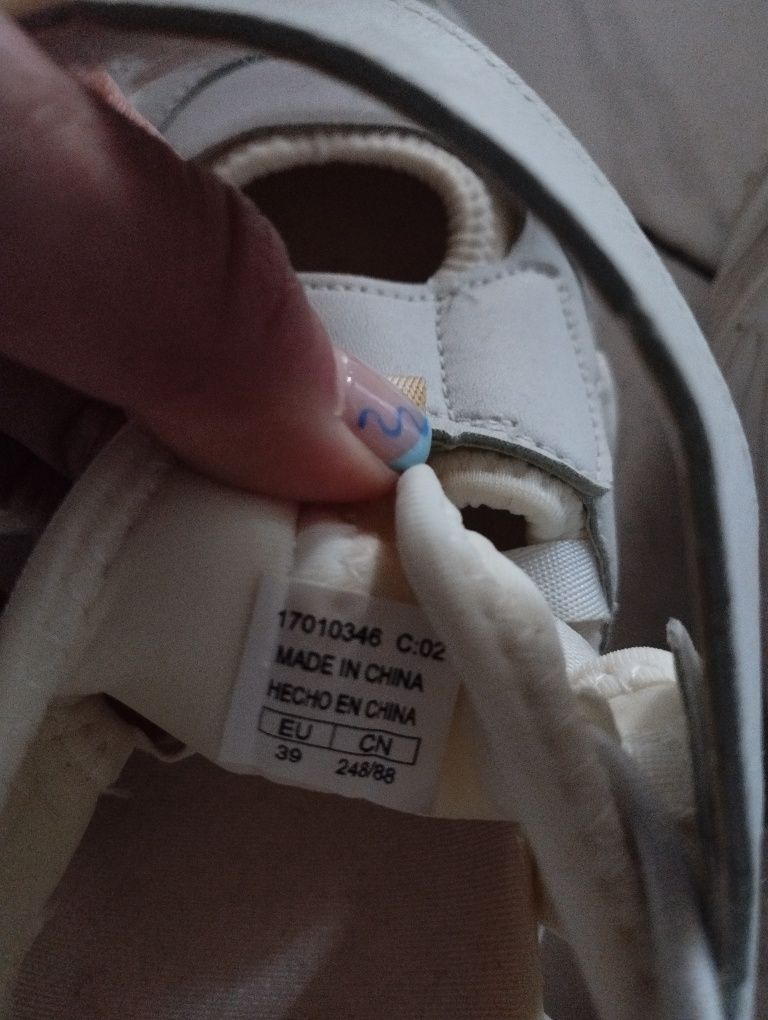 17010346 C:02
MADE IN CHINA
HECHO EN CHINA
EU CN
39 248/88